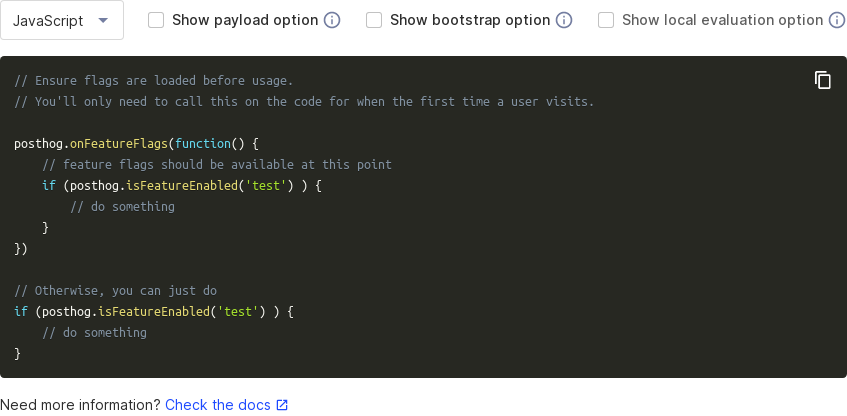 JavaScript Show payload option Show bootstrap option Show local evaluation option
// Ensure flags are loaded before usage.
// You'll only need to call this on the code for when the first time a user visits.

posthog.onFeatureFlags(function() {
    // feature flags should be available at this point
    if (posthog.isFeatureEnabled('test') ) {
        // do something
    }
})

// Otherwise, you can just do
if (posthog.isFeatureEnabled('test') ) {
    // do something
}
Need more information? Check the docs